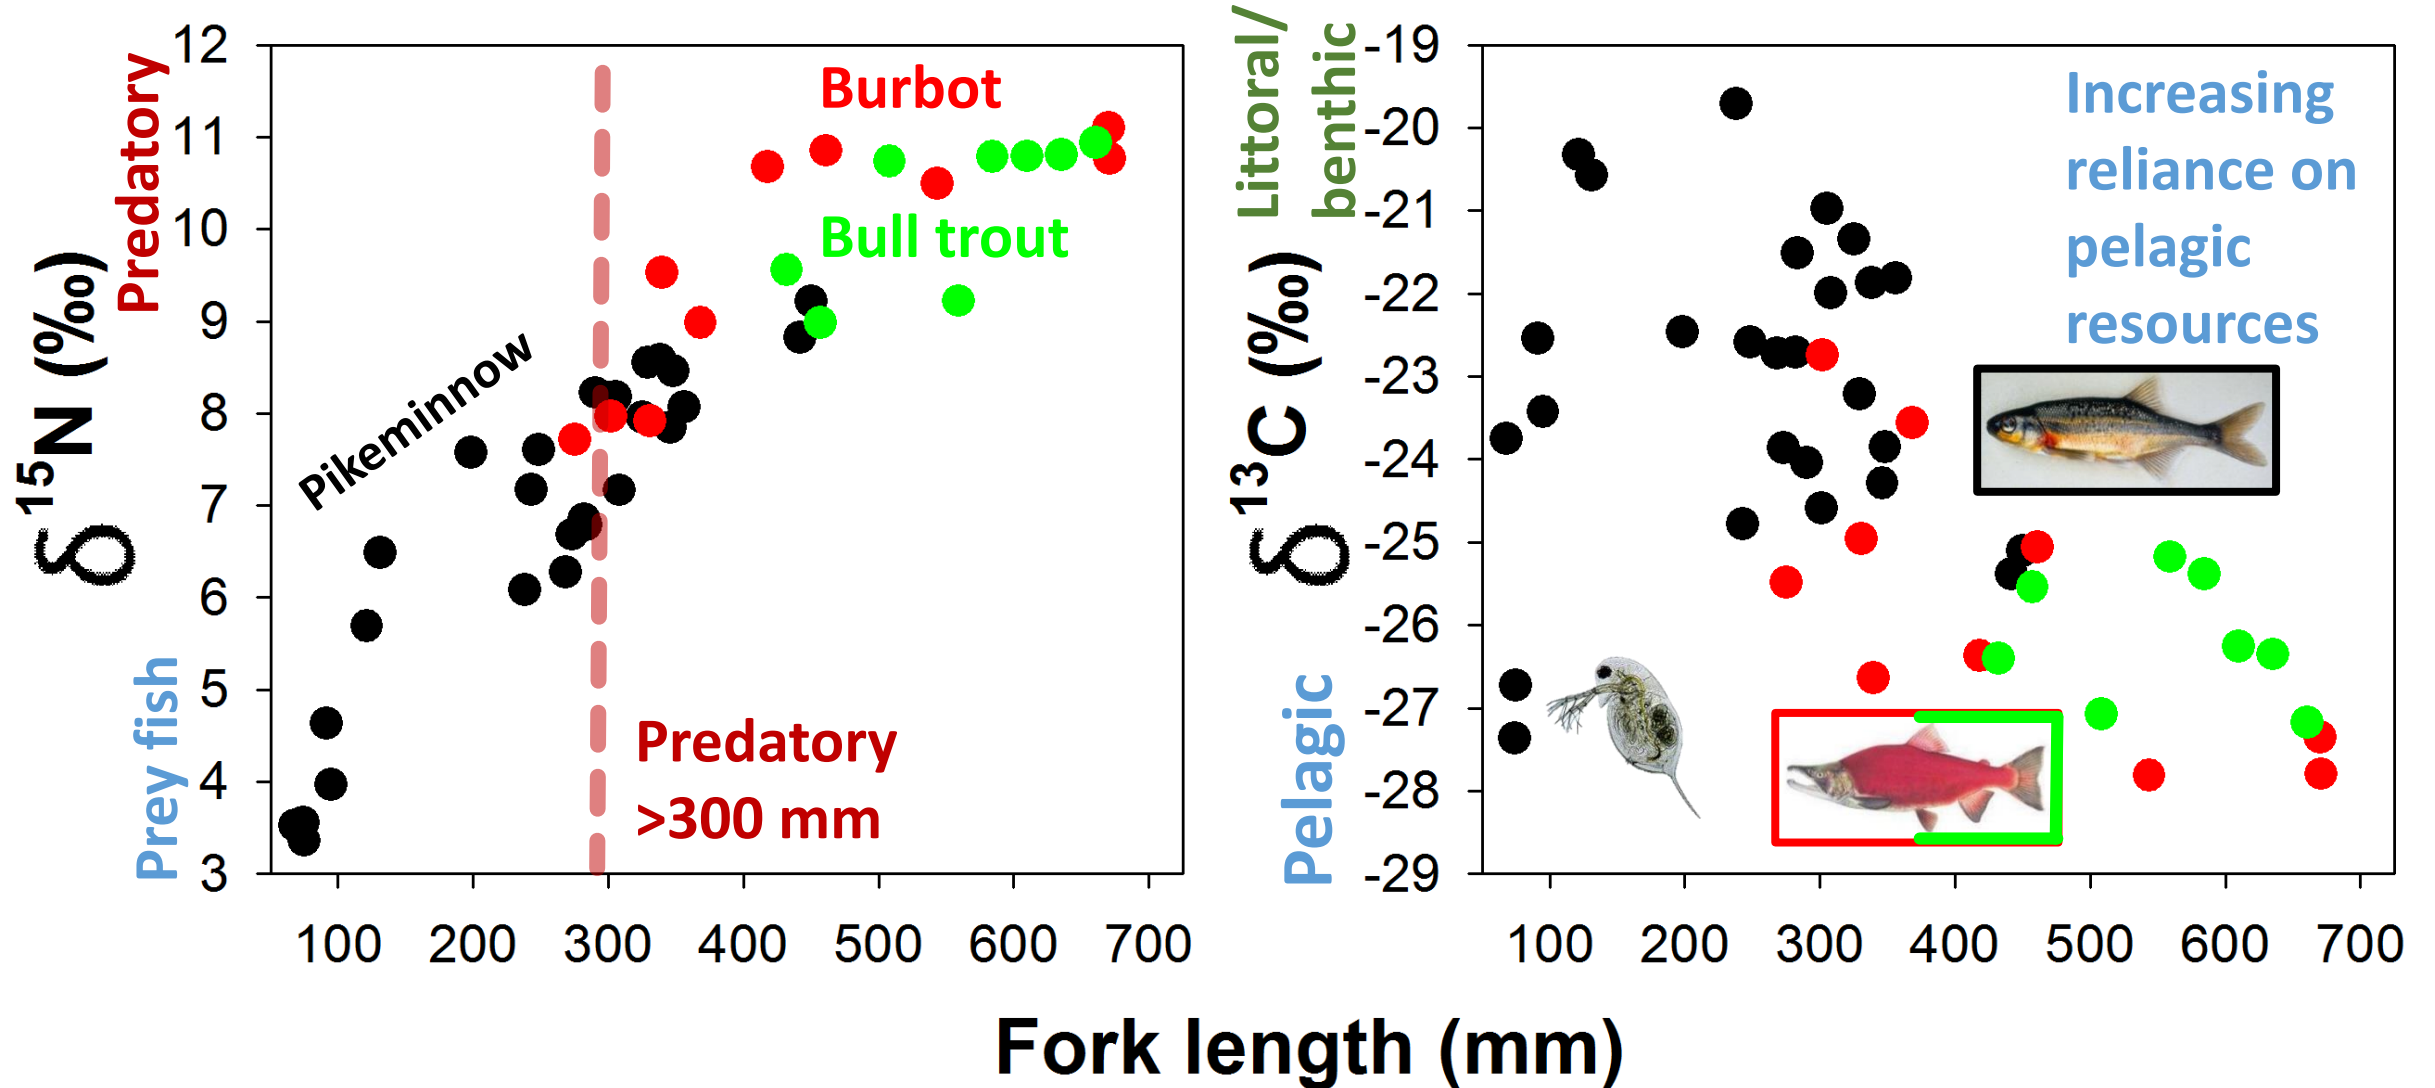 12
11
10
9
8
7
6
5
4
3
100 200 300 400 500 600 700
δ¹⁵N (‰)
Predatory
Prey fish
Burbot
Bull trout
Pikeminnow
Predatory
>300 mm
-19
-20
-21
-22
-23
-24
-25
-26
-27
-28
-29
100 200 300 400 500 600 700
δ¹³C (‰)
Littoral/
benthic
Pelagic
Increasing
reliance on
pelagic
resources
Fork length (mm)